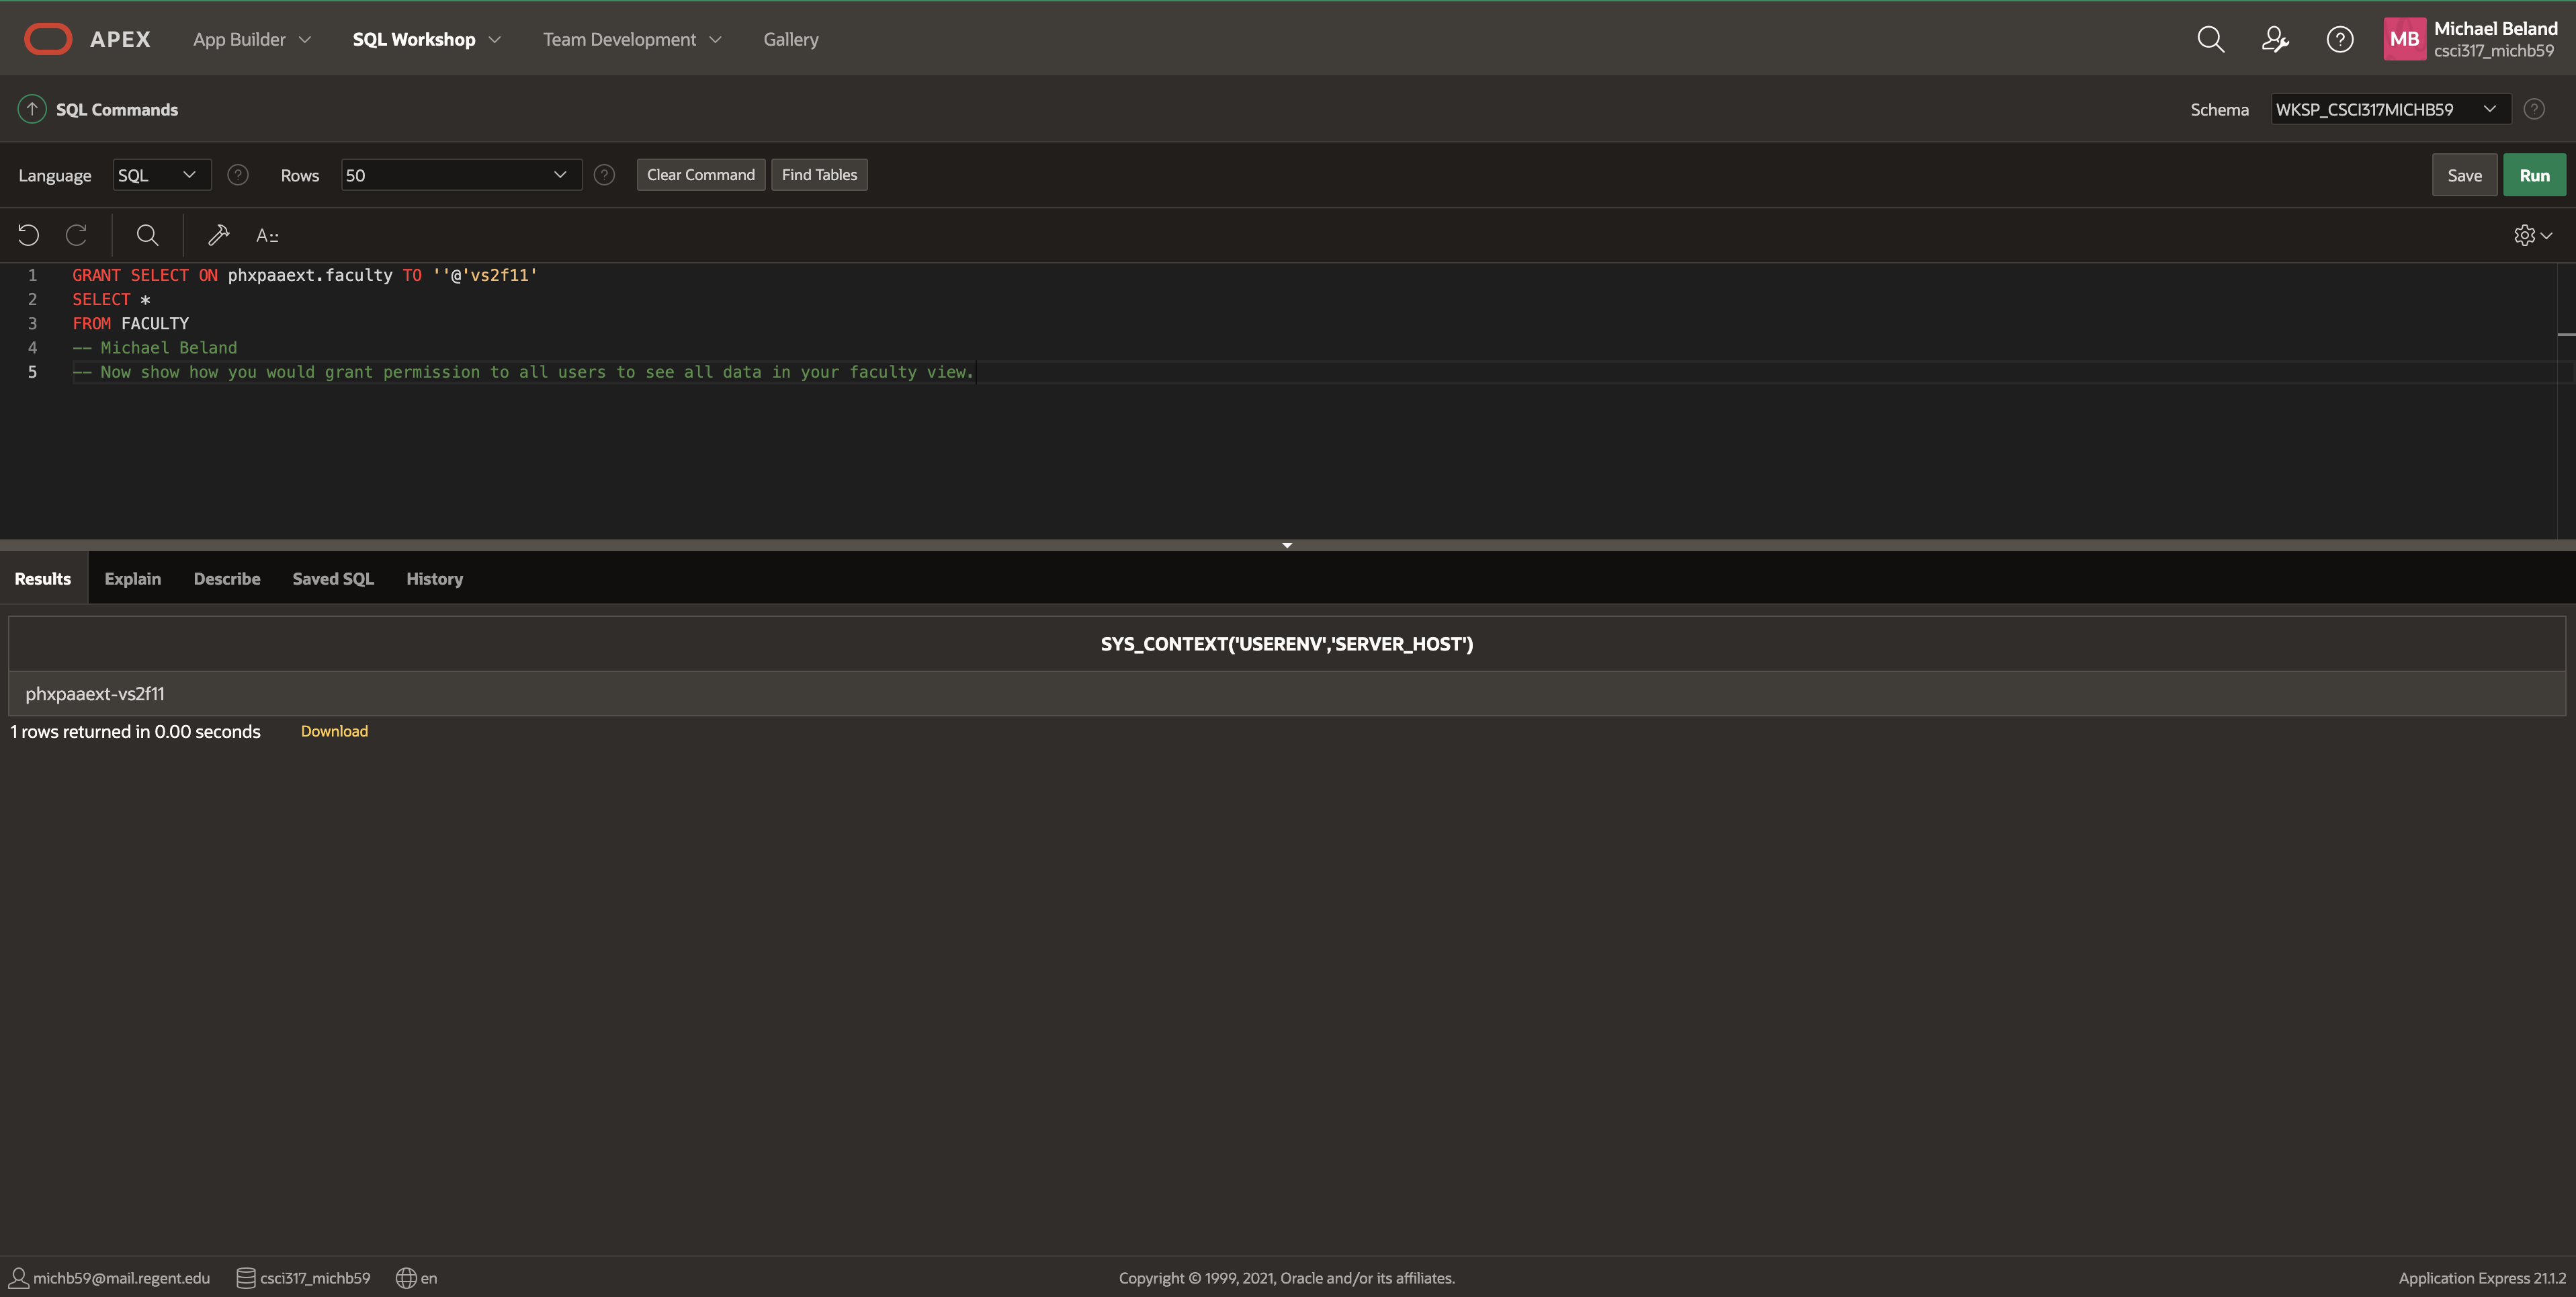 APEX App Builder SQL Workshop Team Development Gallery MB Michael Beland
csci317_michb59
SQL Commands Schema WKSP_CSCI317MICHB59
Language SQL Rows 50 Clear Command Find Tables Save Run
A::
1 GRANT SELECT ON phxpaaext.faculty TO ''@'vs2f11'
2 SELECT *
3 FROM FACULTY
4 -- Michael Beland
5 -- Now show how you would grant permission to all users to see all data in your faculty view.
Results Explain Describe Saved SQL History
SYS_CONTEXT('USERENV','SERVER_HOST')
phxpaaext-vs2f11
1 rows returned in 0.00 seconds Download
michb59@mail.regent.edu csci317_michb59 en Copyright © 1999, 2021, Oracle and/or its affiliates. Application Express 21.1.2